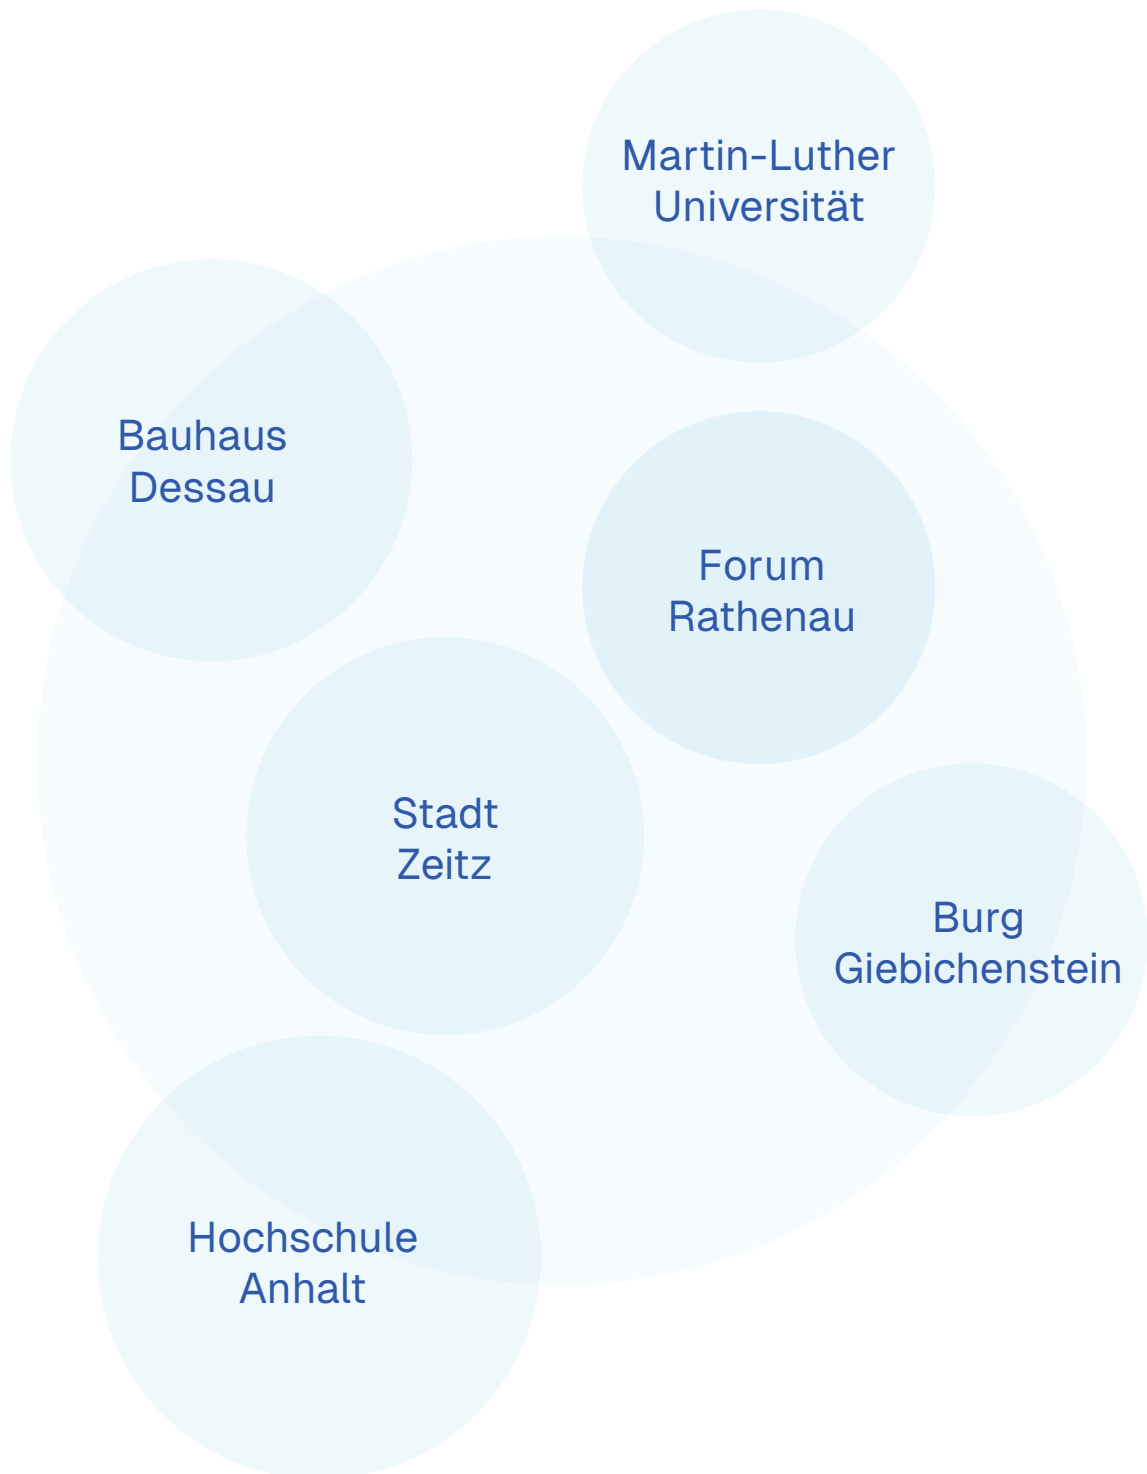 Martin-Luther
Universität
Bauhaus
Dessau
Forum
Rathenau
Stadt
Zeitz
Burg
Giebichenstein
Hochschule
Anhalt